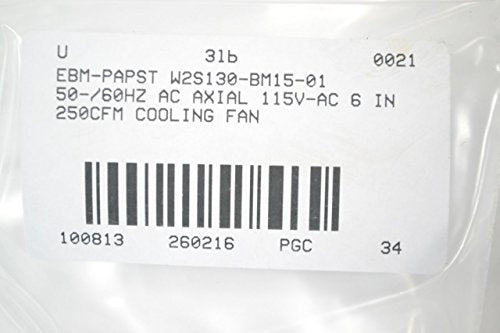 U 3lb 0021
EBM-PAPST W2S130-BM15-01
50-/60HZ AC AXIAL 115V-AC 6 IN
250CFM COOLING FAN
100813 260216 PGC 34